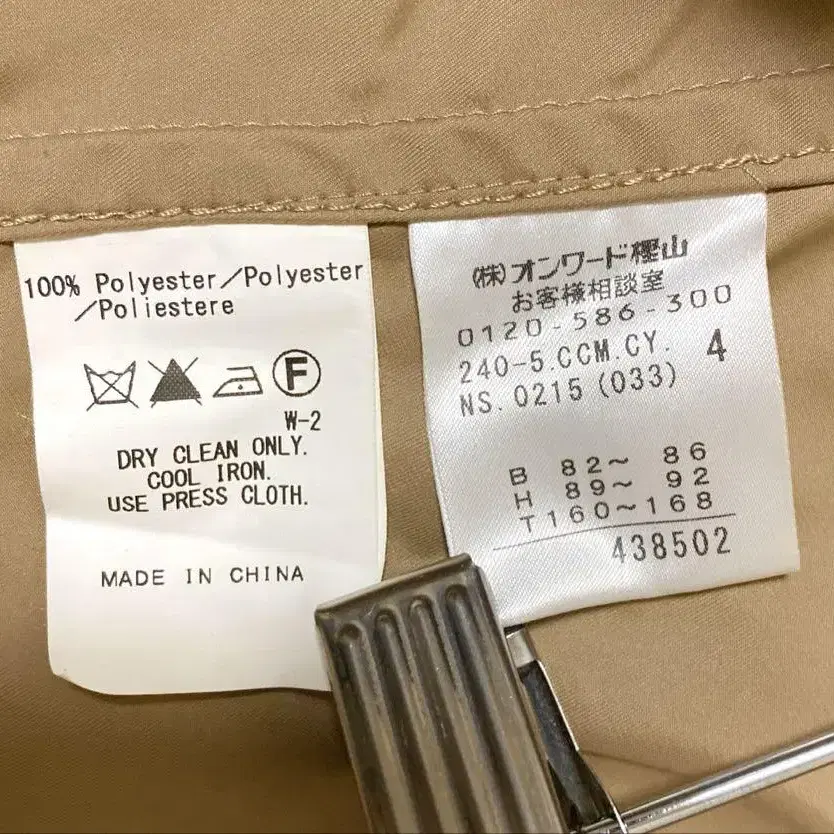 100% Polyester／Polyester
／Poliestere
F
W-2
DRY CLEAN ONLY.
COOL IRON.
USE PRESS CLOTH.
MADE IN CHINA
(株)オンワード樫山
お客様相談室
0120-586-300
240-5.CCM.CY. 4
NS.0215(033)
B 82～ 86
H 89～ 92
T160～168
438502